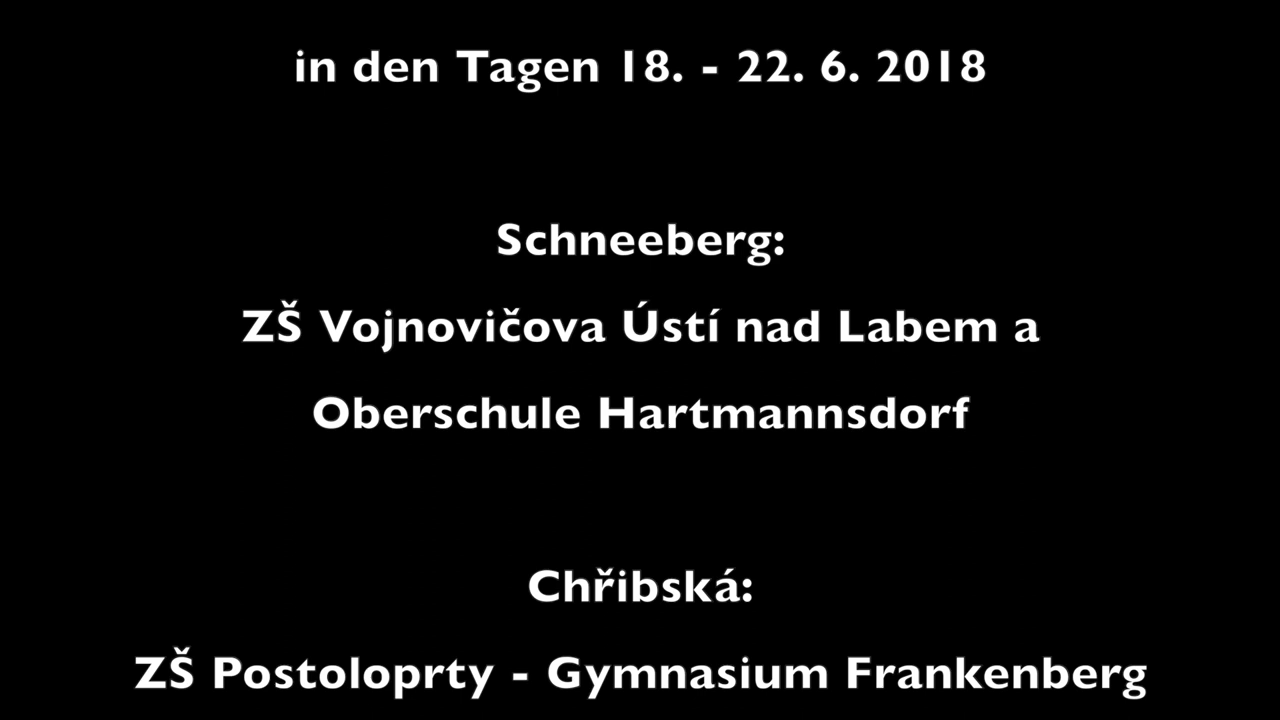 in den Tagen 18. - 22. 6. 2018
Schneeberg:
ZŠ Vojnovičova Ústí nad Labem a
Oberschule Hartmannsdorf
Chřibská:
ZŠ Postoloprty - Gymnasium Frankenberg